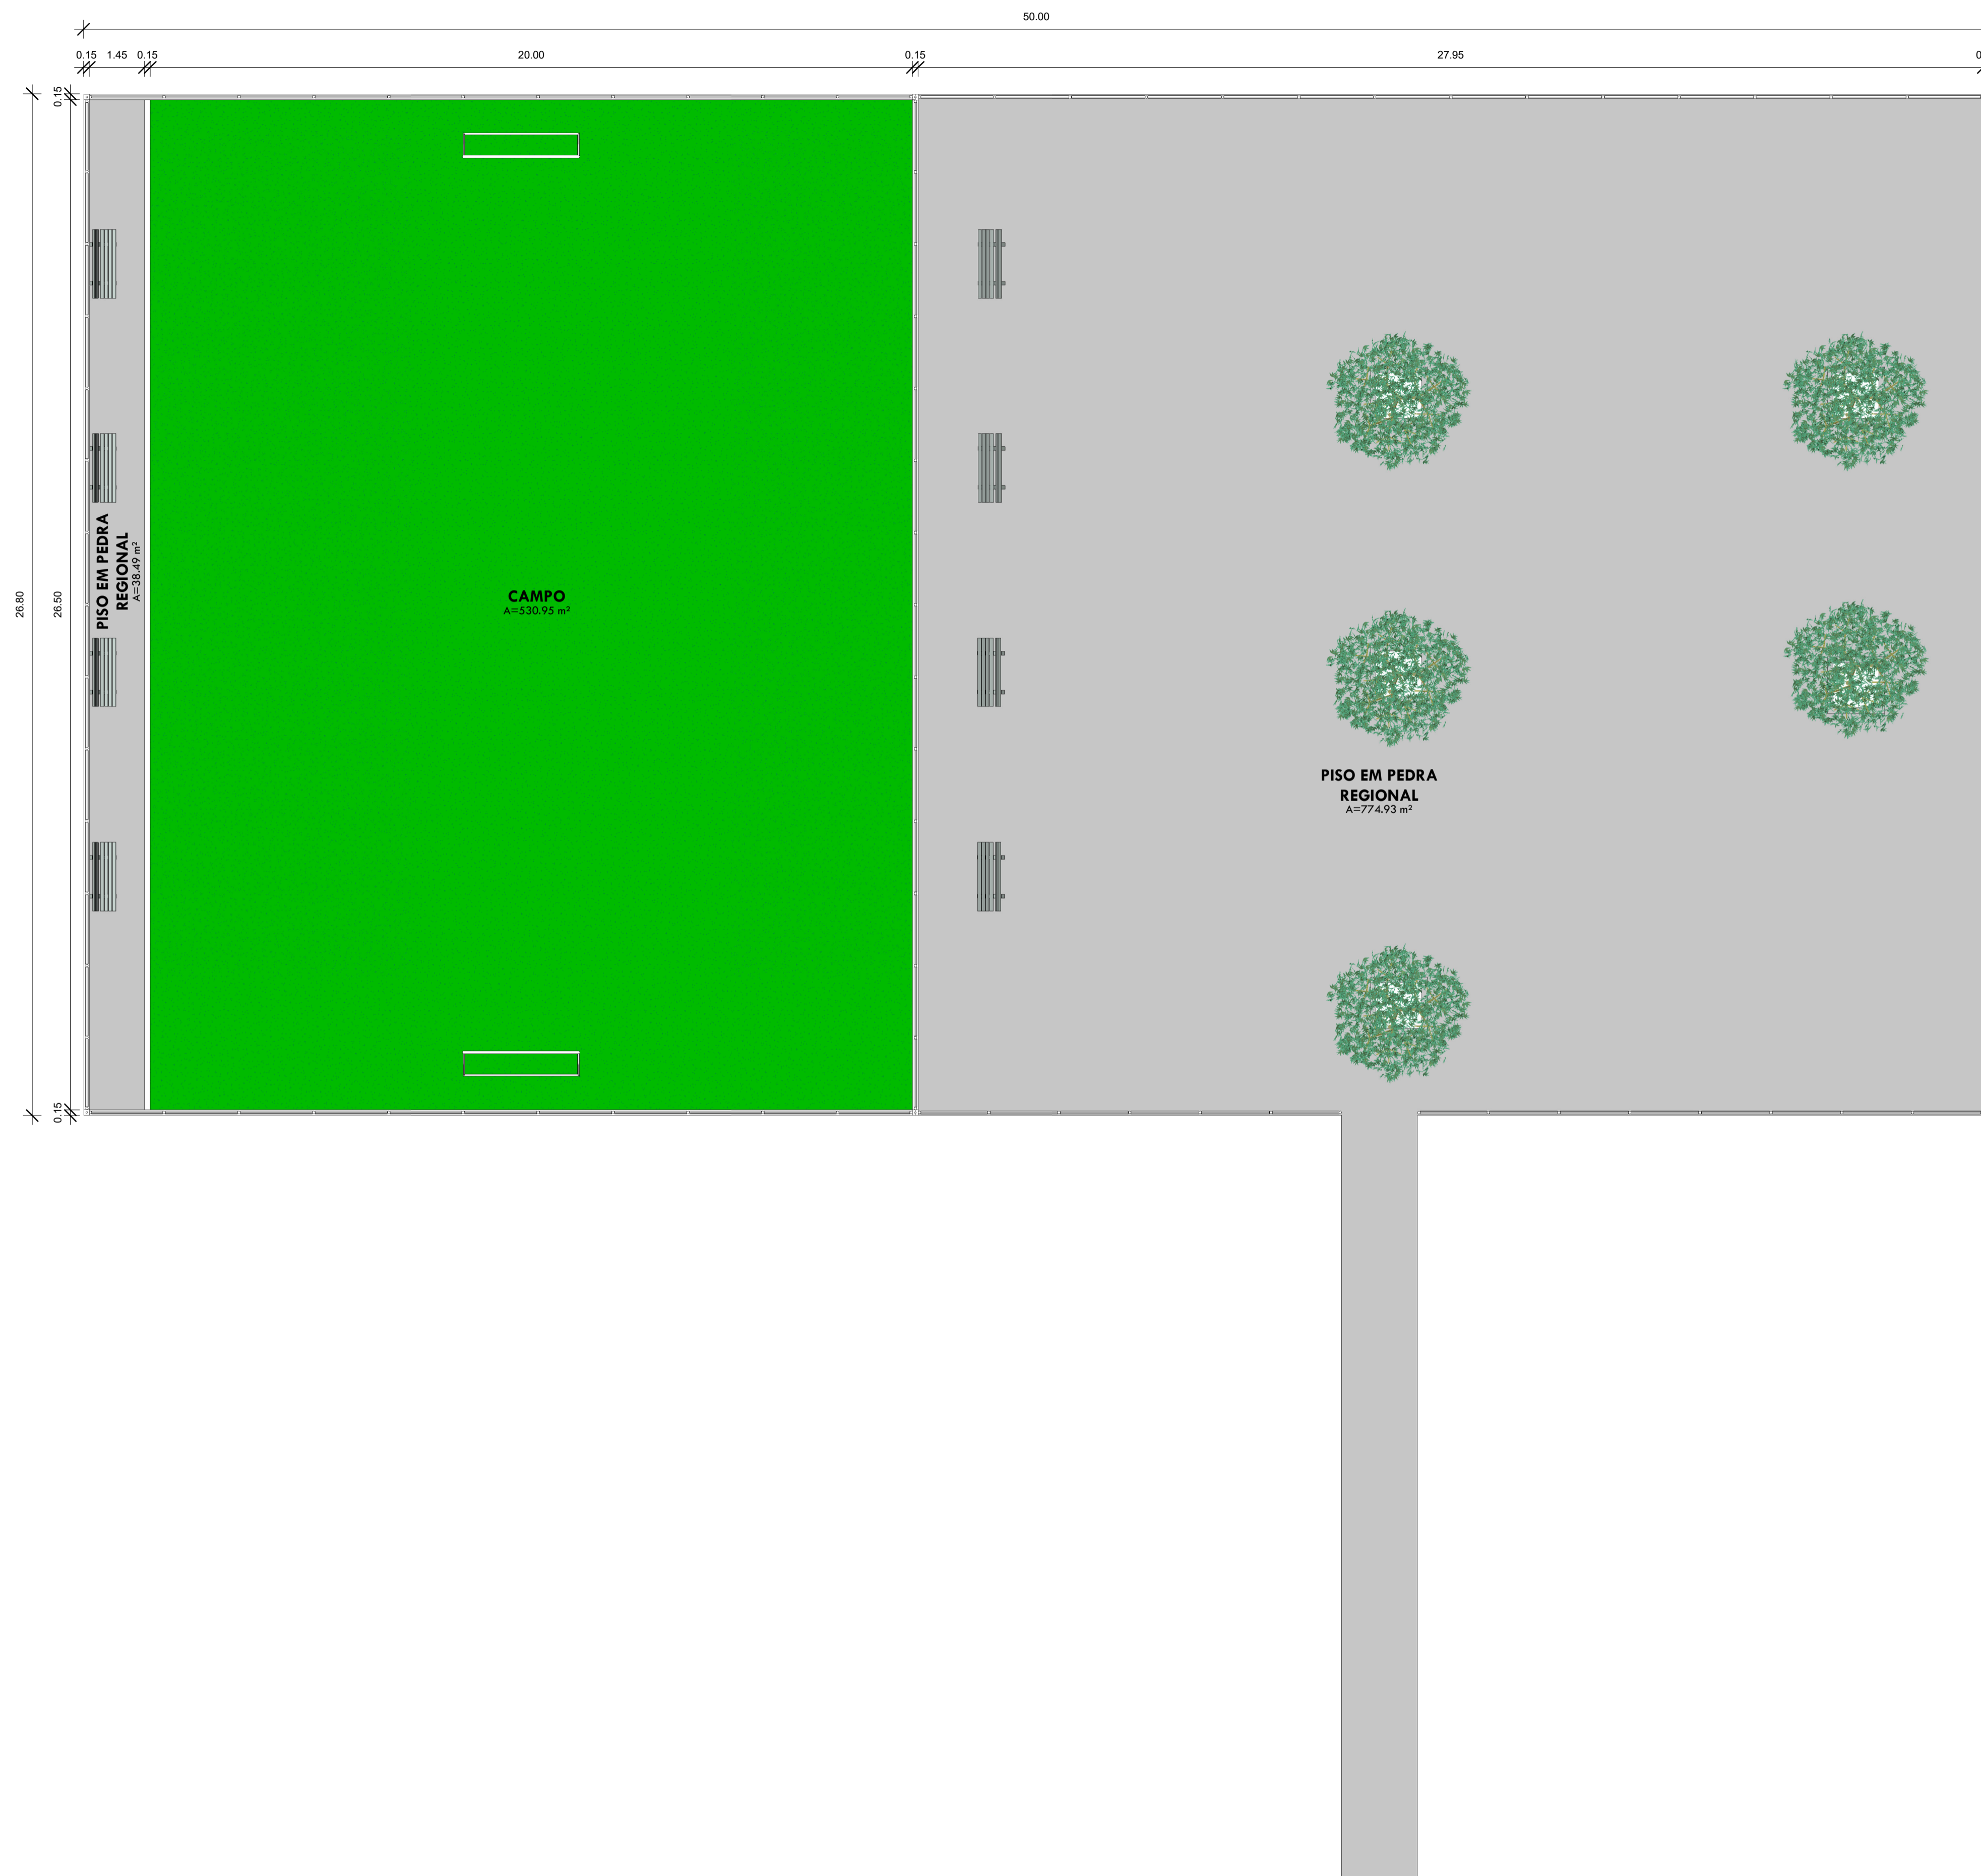 50.00
0.15 1.45 0.15 20.00 0.15 27.95
0.15
26.80
26.50
0.15
PISO EM PEDRA
REGIONAL
A=38.49 m²
CAMPO
A=530.95 m²
PISO EM PEDRA
REGIONAL
A=774.93 m²